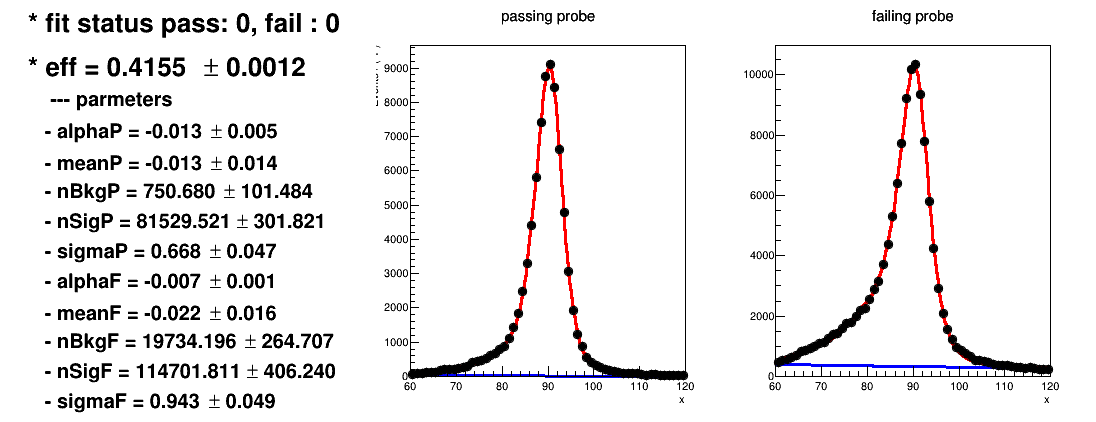 * fit status pass: 0, fail : 0
* eff = 0.4155 ± 0.0012
--- parmeters
- alphaP = -0.013 ± 0.005
- meanP = -0.013 ± 0.014
- nBkgP = 750.680 ± 101.484
- nSigP = 81529.521 ± 301.821
- sigmaP = 0.668 ± 0.047
- alphaF = -0.007 ± 0.001
- meanF = -0.022 ± 0.016
- nBkgF = 19734.196 ± 264.707
- nSigF = 114701.811 ± 406.240
- sigmaF = 0.943 ± 0.049
passing probe
9000
8000
7000
6000
5000
4000
3000
2000
1000
0
60 70 80 90 100 110 120
x
failing probe
10000
8000
6000
4000
2000
0
60 70 80 90 100 110 120
x